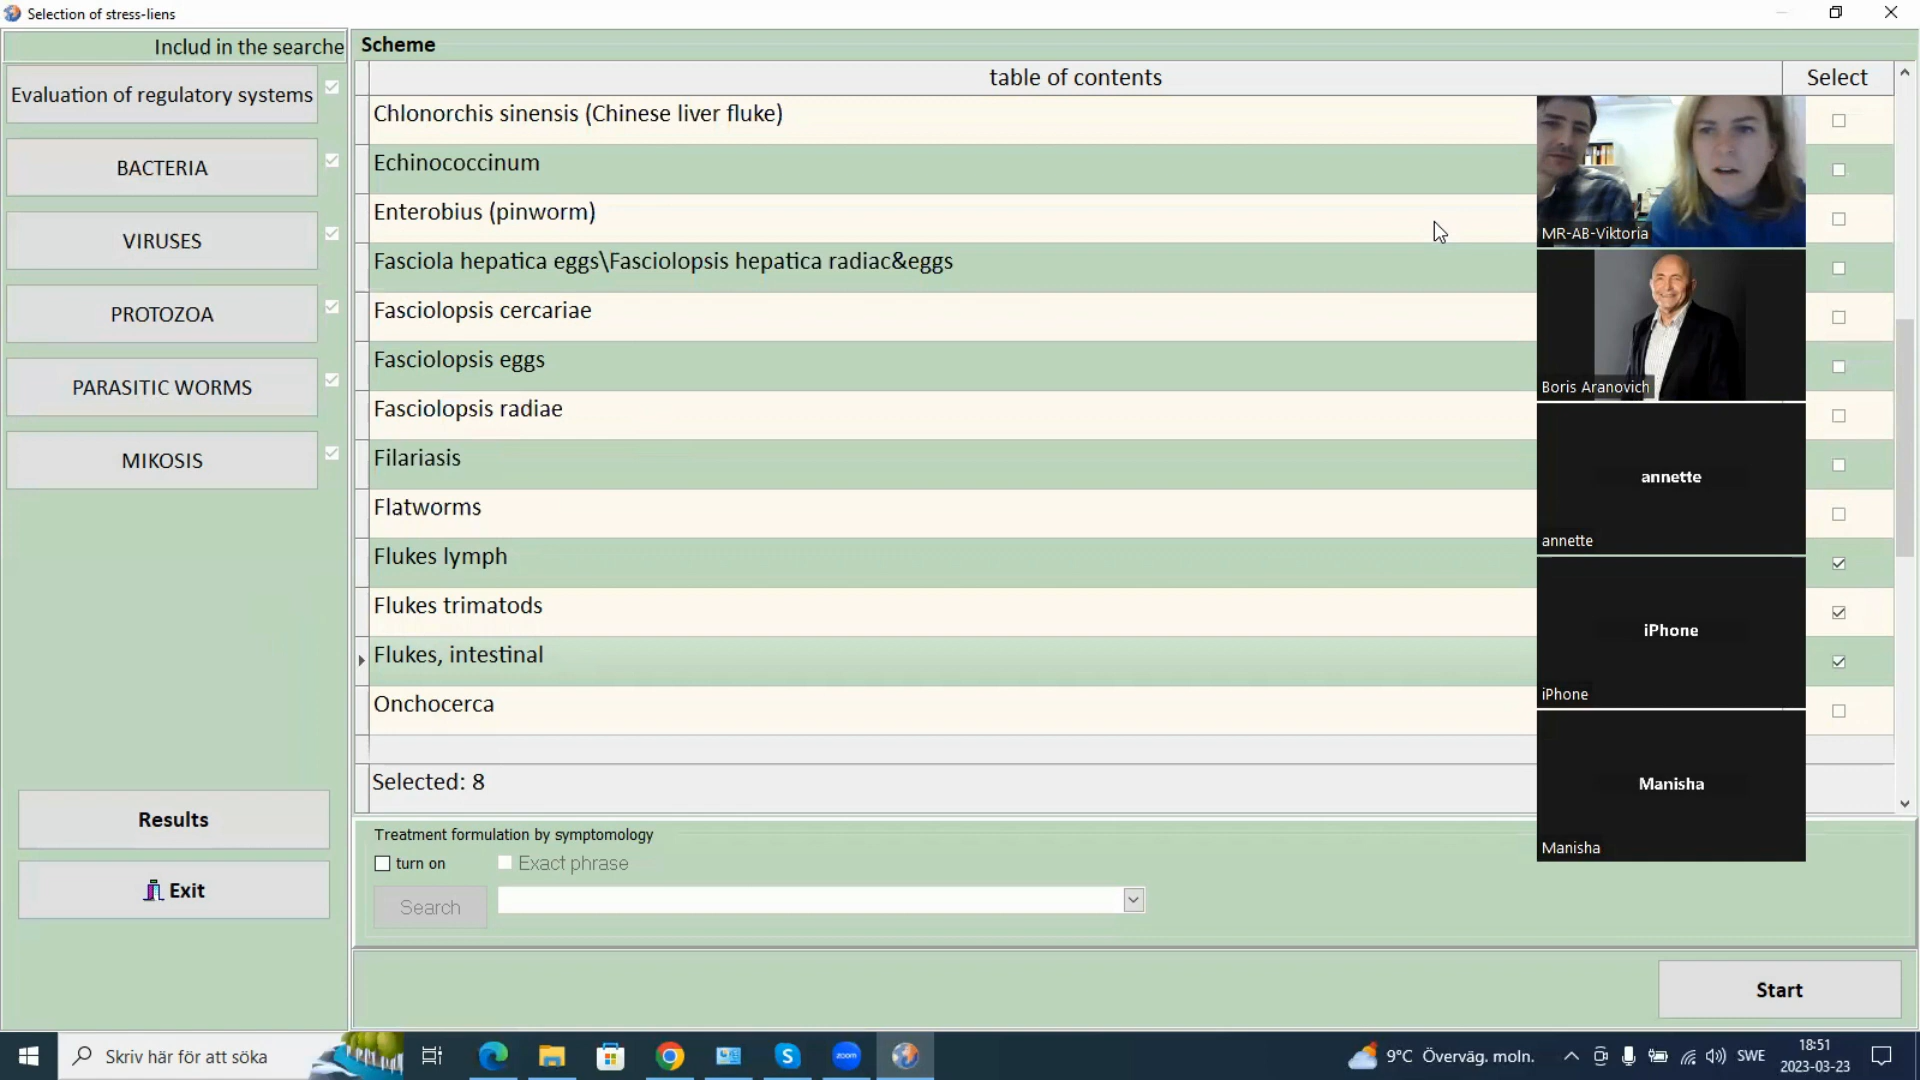 Selection of stress-liens
Includ in the searche
Evaluation of regulatory systems
BACTERIA
VIRUSES
PROTOZOA
PARASITIC WORMS
MIKOSIS
Results
Exit
Scheme
table of contents
Select
Chlonorchis sinensis (Chinese liver fluke)
Echinococcinum
Enterobius (pinworm)
Fasciola hepatica eggs\Fasciolopsis hepatica radiac&eggs
Fasciolopsis cercariae
Fasciolopsis eggs
Fasciolopsis radiae
Filariasis
Flatworms
Flukes lymph
Flukes trimatods
Flukes, intestinal
Onchocerca
Selected: 8
MR-AB-Viktoria
Boris Aranovich
annette
annette
iPhone
iPhone
Manisha
Manisha
Treatment formulation by symptomology
turn on
Exact phrase
Search
Start
Skriv här för att söka
zoom
9°C Överväg. moln.
SWE
18:51
2023-03-23